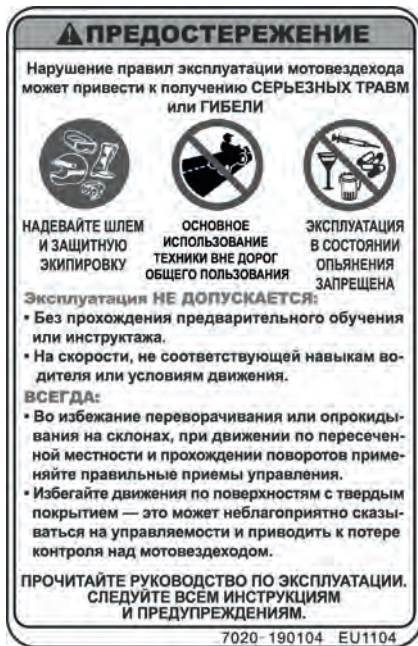 ПРЕДОСТЕРЕЖЕНИЕ
Нарушение правил эксплуатации мотовездехода
может привести к получению СЕРЬЕЗНЫХ ТРАВМ
или ГИБЕЛИ
НАДЕВАЙТЕ ШЛЕМ
И ЗАЩИТНУЮ
ЭКИПИРОВКУ
ОСНОВНОЕ
ИСПОЛЬЗОВАНИЕ
ТЕХНИКИ ВНЕ ДОРОГ
ОБЩЕГО ПОЛЬЗОВАНИЯ
ЭКСПЛУАТАЦИЯ
В СОСТОЯНИИ
ОПЬЯНЕНИЯ
ЗАПРЕЩЕНА
Эксплуатация НЕ ДОПУСКАЕТСЯ:
• Без прохождения предварительного обучения
или инструктажа.
• На скорости, не соответствующей навыкам во-
дителя или условиям движения.
ВСЕГДА:
• Во избежание переворачивания или опрокиды-
вания на склонах, при движении по пересечен-
ной местности и прохождении поворотов приме-
няйте правильные приемы управления.
• Избегайте движения по поверхностям с твердым
покрытием — это может неблагоприятно сказы-
ваться на управляемости и приводить к потере
контроля над мотовездеходом.
ПРОЧИТАЙТЕ РУКОВОДСТВО ПО ЭКСПЛУАТАЦИИ.
СЛЕДУЙТЕ ВСЕМ ИНСТРУКЦИЯМ
И ПРЕДУПРЕЖДЕНИЯМ.
7020-190104 EU1104